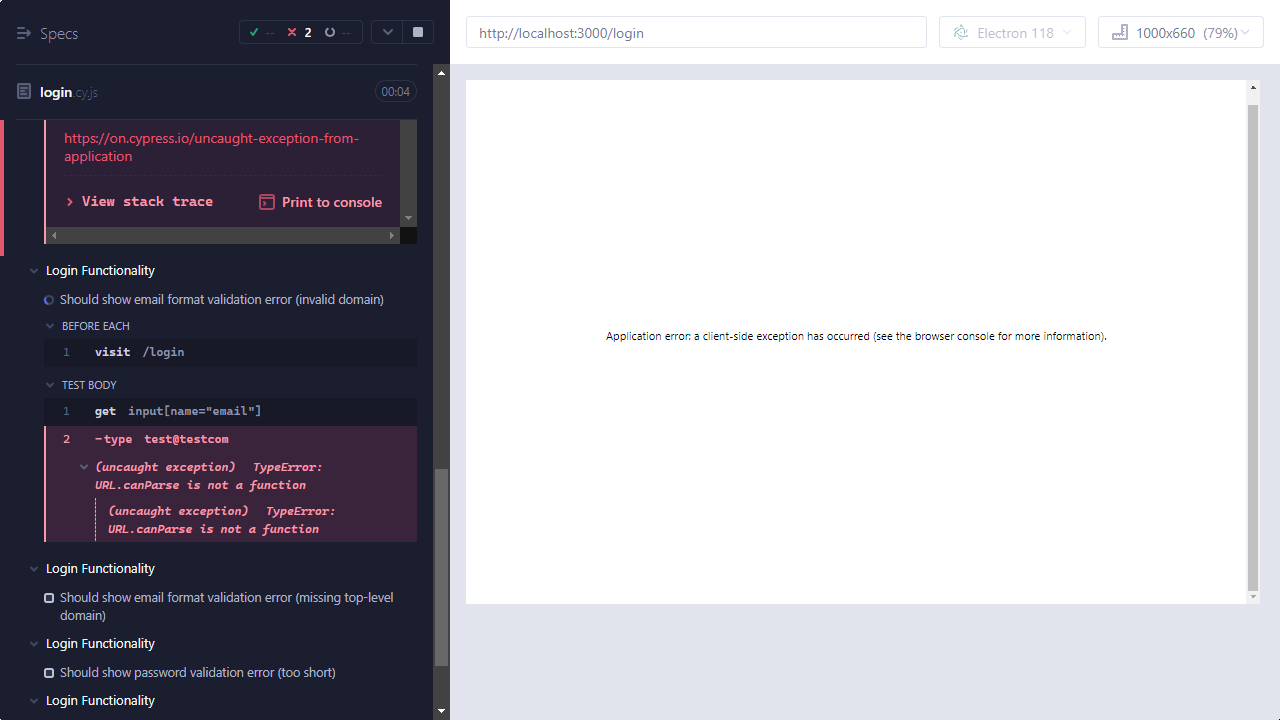 Specs
-- 2 --
http://localhost:3000/login
Electron 118
1000x660 (79%)
login.cy.js
00:04
https://on.cypress.io/uncaught-exception-from-
application
View stack trace
Print to console
Login Functionality
Should show email format validation error (invalid domain)
BEFORE EACH
1 visit /login
TEST BODY
1 get input[name="email"]
2 -type test@testcom
(uncaught exception) TypeError:
URL.canParse is not a function
(uncaught exception) TypeError:
URL.canParse is not a function
Login Functionality
Should show email format validation error (missing top-level
domain)
Login Functionality
Should show password validation error (too short)
Login Functionality
Application error: a client-side exception has occurred (see the browser console for more information).